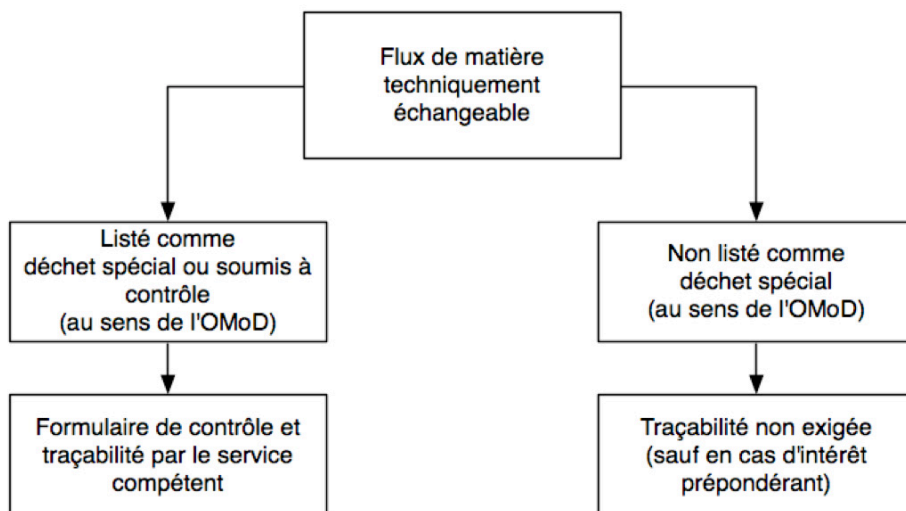 Flux de matière
techniquement
échangeable
Listé comme
déchet spécial ou soumis à
contrôle
(au sens de l'OMoD)
Non listé comme
déchet spécial
(au sens de l'OMoD)
Formulaire de contrôle et
traçabilité par le service
compétent
Traçabilité non exigée
(sauf en cas d'intérêt
prépondérant)